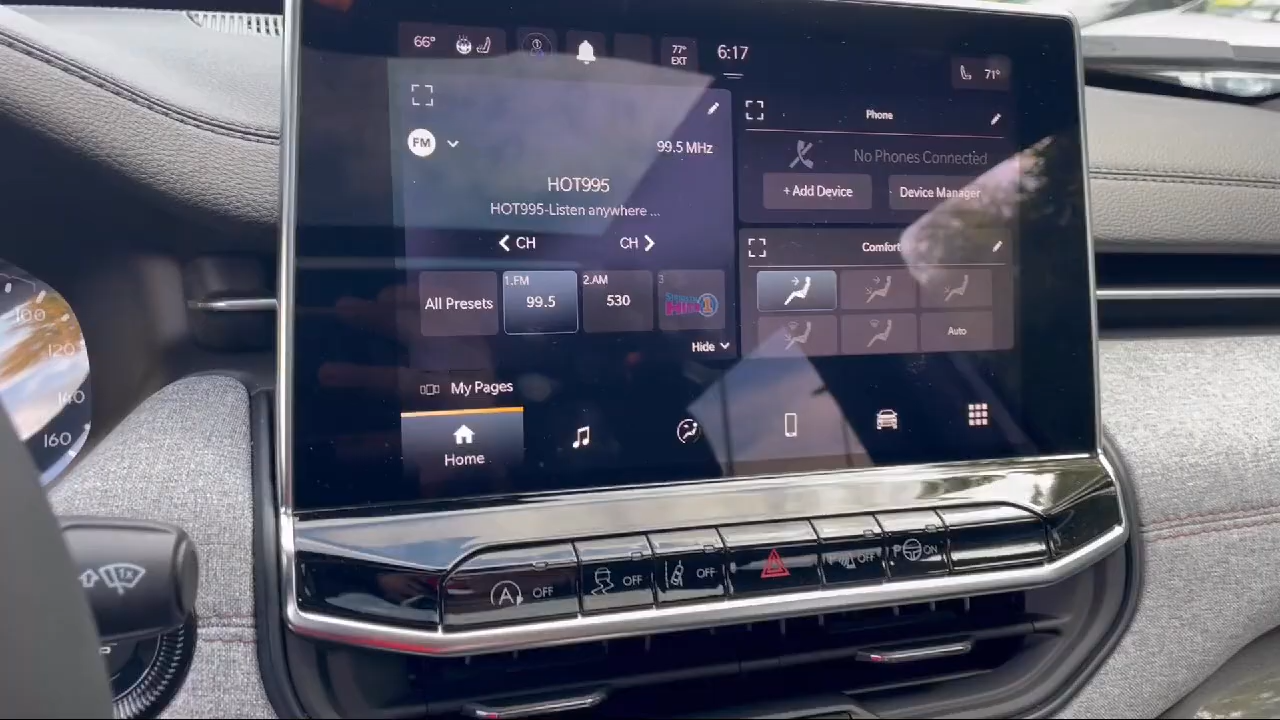 66°
77°
EXT
6:17
71°
FM
99.5 MHz
HOT995
HOT995-Listen anywhere ...
CH
CH
All Presets
1.FM
99.5
2.AM
530
3
Hide
My Pages
Home
Phone
No Phones Connected
+ Add Device
Device Manager
Comfort
Auto
A OFF
OFF
OFF
OFF
P ON
100
120
140
160
1x